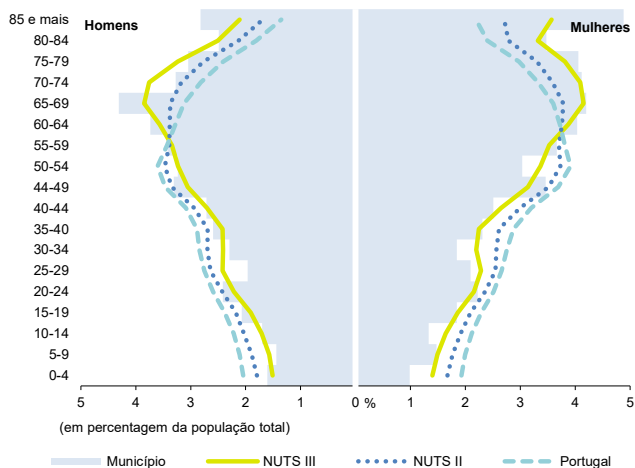 85 e mais
Homens
Mulheres
80-84
75-79
70-74
65-69
60-64
55-59
50-54
44-49
40-44
35-40
30-34
25-29
20-24
15-19
10-14
5-9
0-4
5 4 3 2 1 0 % 1 2 3 4 5
(em percentagem da população total)
Município NUTS III NUTS II Portugal